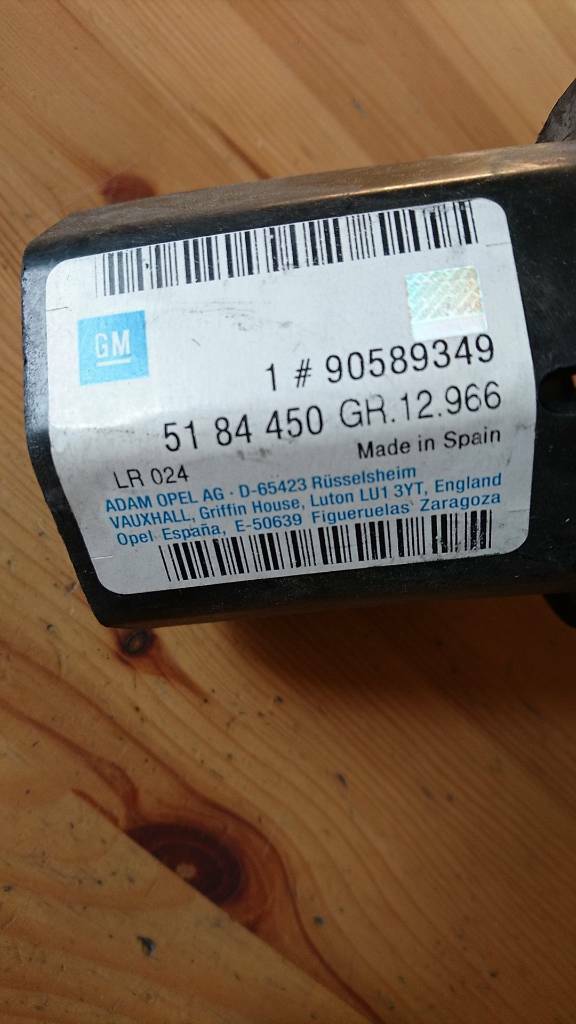 GM
1 # 90589349
51 84 450 GR.12.966
Made in Spain
LR 024
ADAM OPEL AG · D-65423 Rüsselsheim
VAUXHALL, Griffin House, Luton LU1 3YT, England
Opel España, E-50639 Figueruelas Zaragoza